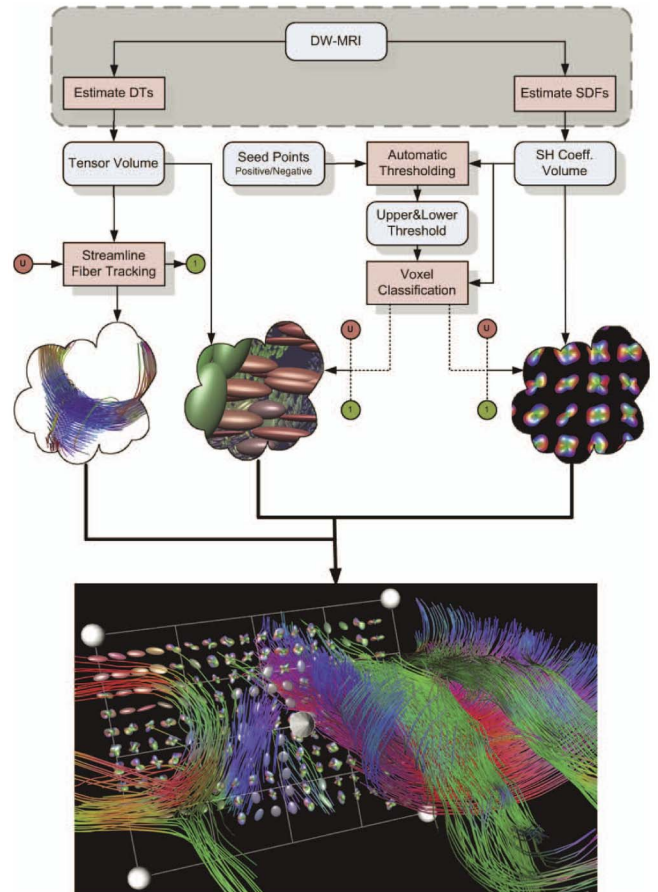 DW-MRI
Estimate DTs
Estimate SDFs
Tensor Volume
Seed Points
Positive/Negative
Automatic
Thresholding
SH Coeff.
Volume
Upper&Lower
Threshold
Streamline
Fiber Tracking
U
1
Voxel
Classification
U
U
1
1